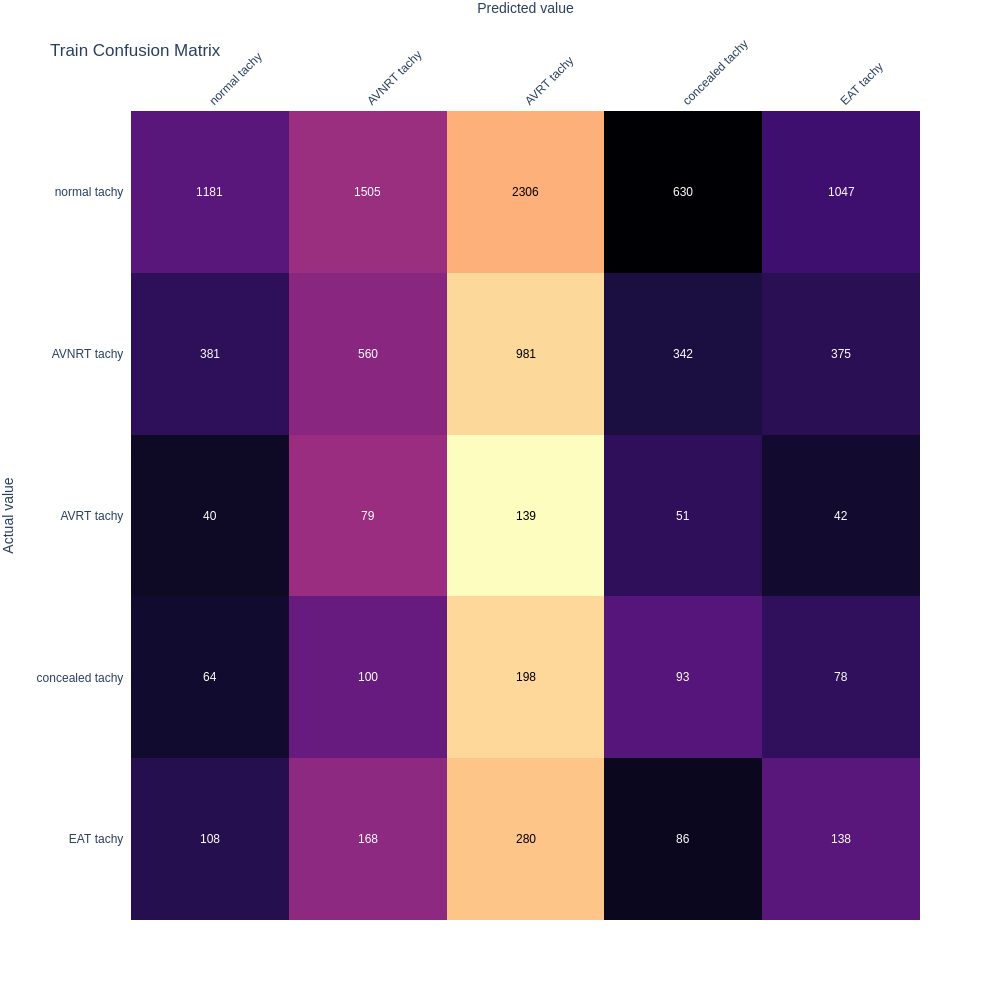 Predicted value
Train Confusion Matrix
normal tachy
AVNRT tachy
AVRT tachy
concealed tachy
EAT tachy
Actual value
normal tachy 1181 1505 2306 630 1047
AVNRT tachy 381 560 981 342 375
AVRT tachy 40 79 139 51 42
concealed tachy 64 100 198 93 78
EAT tachy 108 168 280 86 138